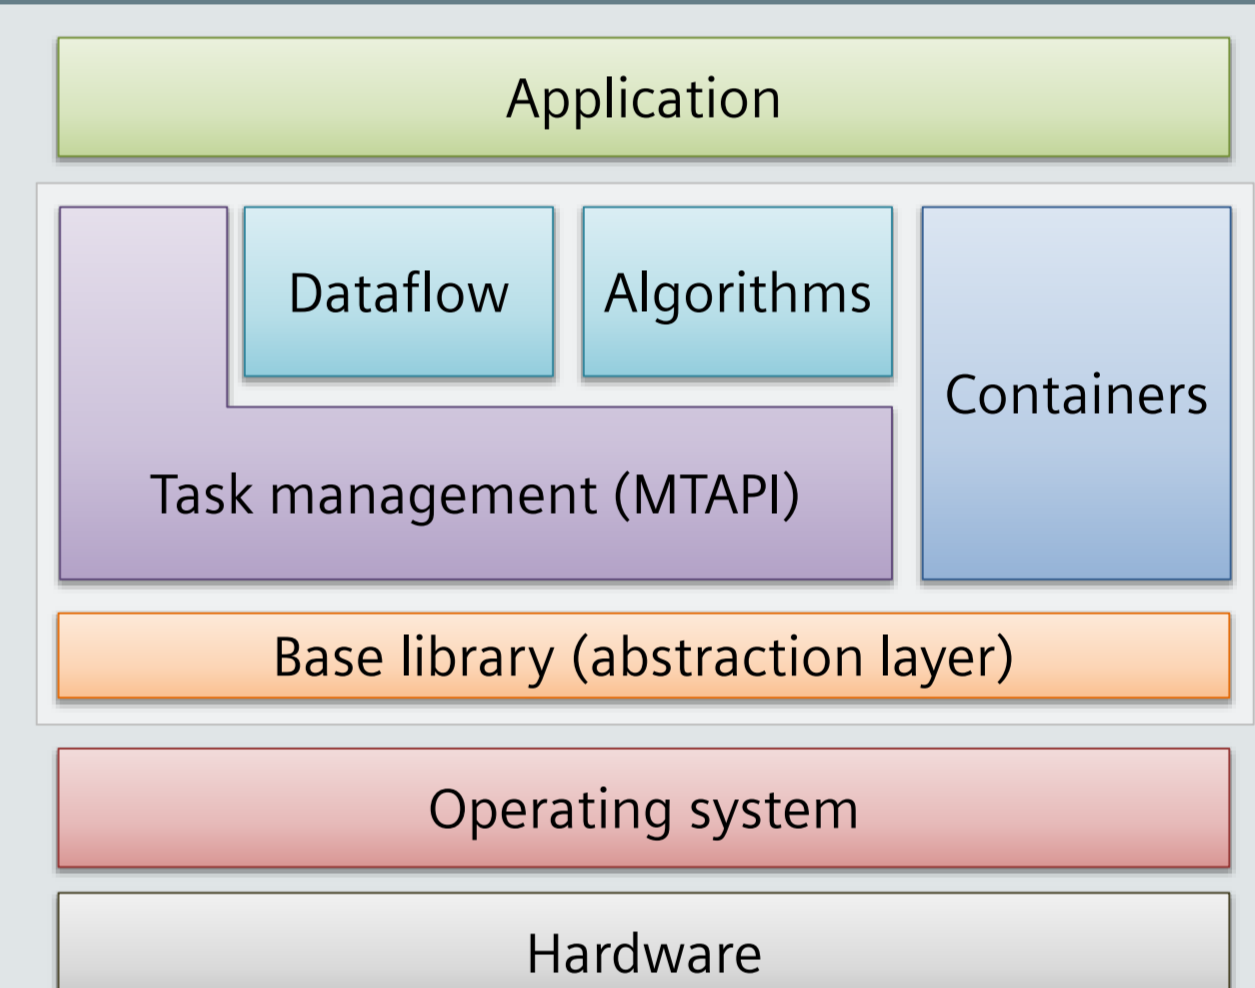 Application
Dataflow
Algorithms
Containers
Task management (MTAPI)
Base library (abstraction layer)
Operating system
Hardware